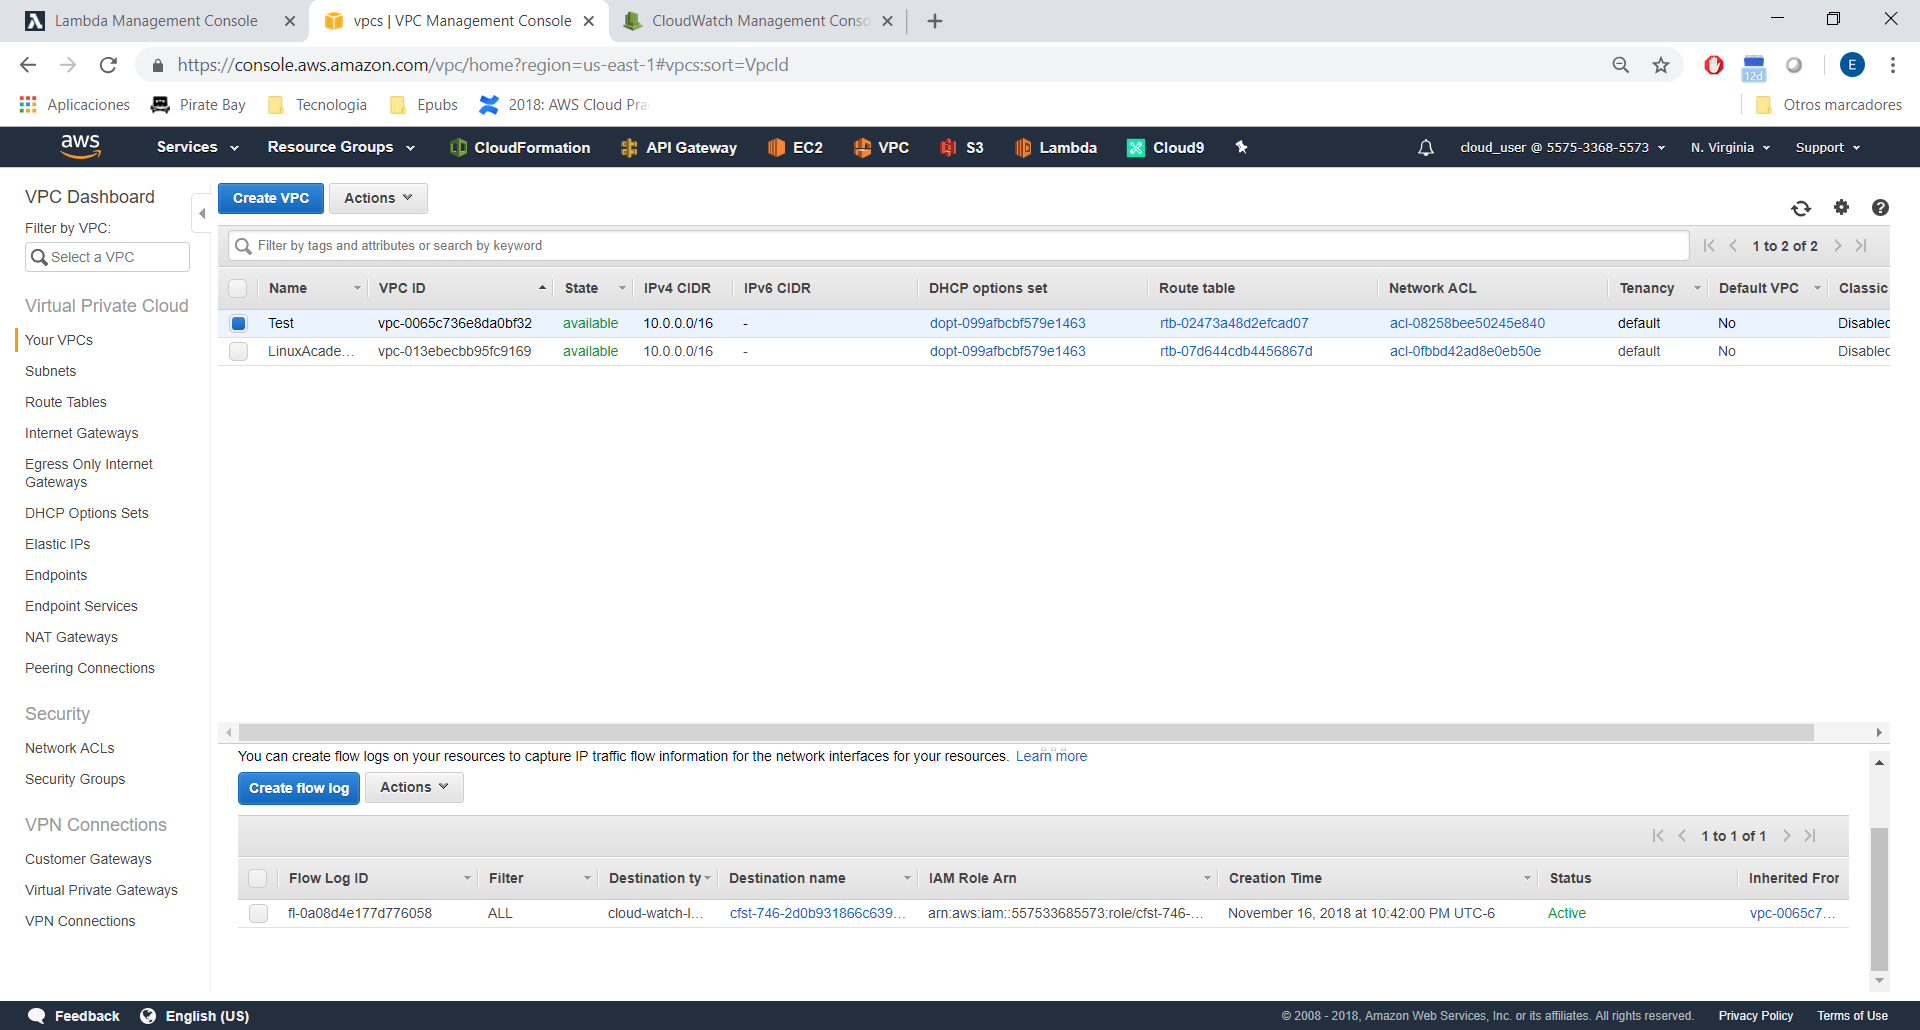 Lambda Management Console
vpcs | VPC Management Console
CloudWatch Management Conso
https://console.aws.amazon.com/vpc/home?region=us-east-1#vpcs:sort=VpcId
12d
E
Aplicaciones
Pirate Bay
Tecnologia
Epubs
2018: AWS Cloud Pra
Otros marcadores
aws
Services
Resource Groups
CloudFormation
API Gateway
EC2
VPC
S3
Lambda
Cloud9
cloud_user @ 5575-3368-5573
N. Virginia
Support
VPC Dashboard
Filter by VPC:
Select a VPC
Virtual Private Cloud
Your VPCs
Subnets
Route Tables
Internet Gateways
Egress Only Internet
Gateways
DHCP Options Sets
Elastic IPs
Endpoints
Endpoint Services
NAT Gateways
Peering Connections
Security
Network ACLs
Security Groups
VPN Connections
Customer Gateways
Virtual Private Gateways
VPN Connections
Create VPC
Actions
Filter by tags and attributes or search by keyword
1 to 2 of 2
Name VPC ID State IPv4 CIDR IPv6 CIDR DHCP options set Route table Network ACL Tenancy Default VPC Classic
Test vpc-0065c736e8da0bf32 available 10.0.0.0/16 - dopt-099afbcbf579e1463 rtb-02473a48d2efcad07 acl-08258bee50245e840 default No Disabled
LinuxAcade... vpc-013ebecbb95fc9169 available 10.0.0.0/16 - dopt-099afbcbf579e1463 rtb-07d644cdb4456867d acl-0fbbd42ad8e0eb50e default No Disabled
You can create flow logs on your resources to capture IP traffic flow information for the network interfaces for your resources. Learn more
Create flow log
Actions
1 to 1 of 1
Flow Log ID Filter Destination ty Destination name IAM Role Arn Creation Time Status Inherited Fror
fl-0a08d4e177d776058 ALL cloud-watch-l... cfst-746-2d0b931866c639... arn:aws:iam::557533685573:role/cfst-746-... November 16, 2018 at 10:42:00 PM UTC-6 Active vpc-0065c7...
Feedback
English (US)
© 2008 - 2018, Amazon Web Services, Inc. or its affiliates. All rights reserved.
Privacy Policy
Terms of Use